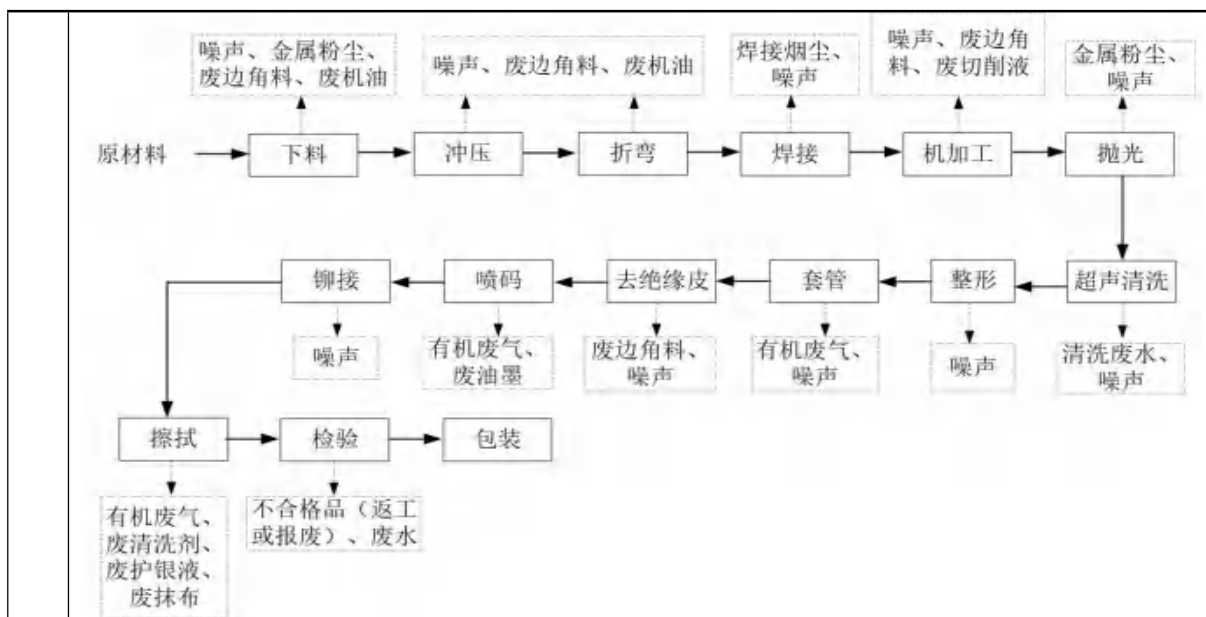 噪声、金属粉尘、
废边角料、废机油
噪声、废边角料、废机油
焊接烟尘、
噪声
噪声、废边角
料、废切削液
金属粉尘、
噪声
原材料
下料
冲压
折弯
焊接
机加工
抛光
铆接
喷码
去绝缘皮
套管
整形
超声清洗
噪声
有机废气、
废油墨
废边角料、
噪声
有机废气、
噪声
噪声
清洗废水、
噪声
擦拭
检验
包装
有机废气、
废清洗剂、
废护银液、
废抹布
不合格品（返工
或报废）、废水